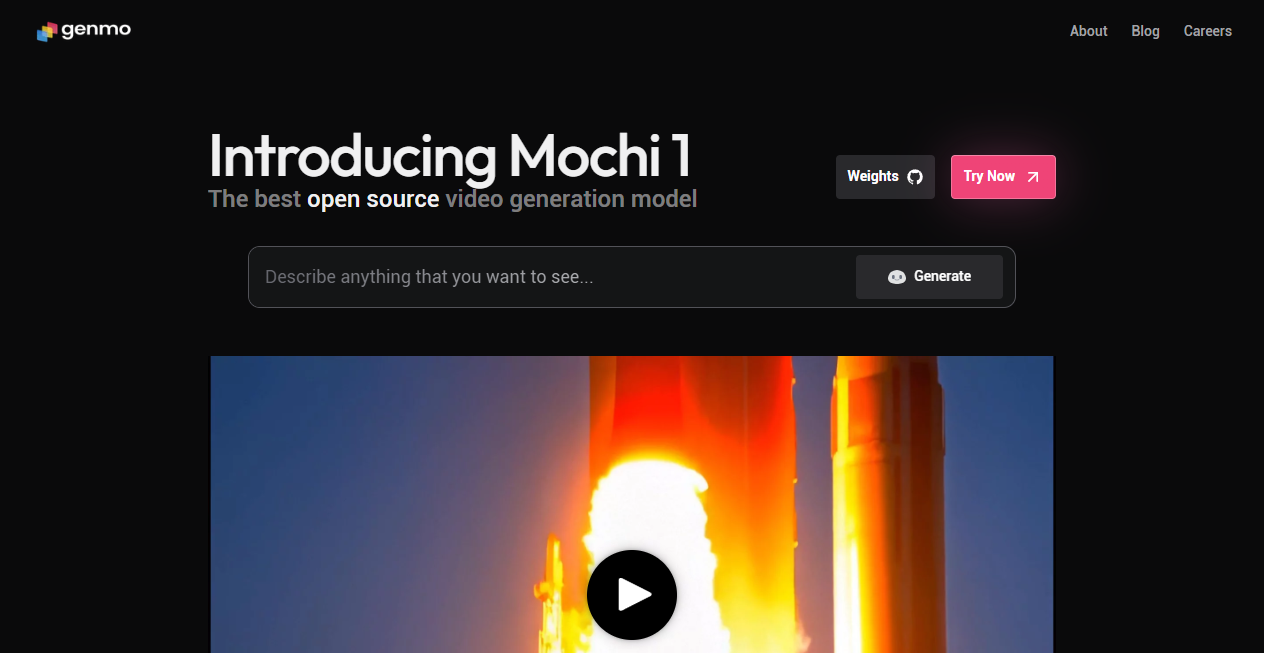 genmo
About
Blog
Careers
Introducing Mochi 1
The best open source video generation model
Weights
Try Now
Describe anything that you want to see...
Generate